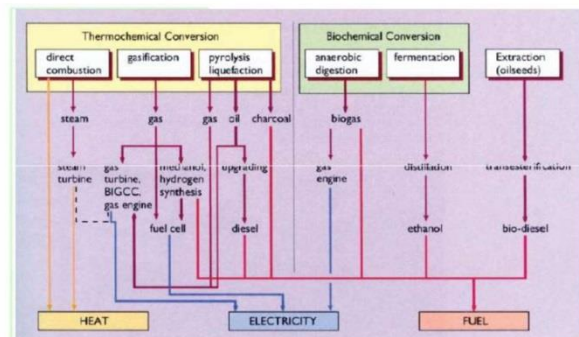 Thermochemical Conversion
Biochemical Conversion
direct
combustion
gasification
pyrolysis
liquefaction
anaerobic
digestion
fermentation
Extraction
(oilseeds)
steam
gas
gas
oil
charcoal
biogas
steam
turbine
gas
turbine,
BIGCC,
gas engine
methanol,
hydrogen
synthesis
upgrading
gas
engine
distillation
transesterification
fuel cell
diesel
ethanol
bio-diesel
HEAT
ELECTRICITY
FUEL